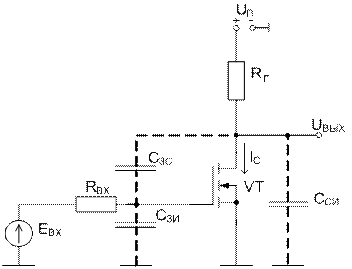 Uп
+ -
Rг
Uвых
Cзс
Iс
Rвх
VT
Cзи
Cси
Eвх